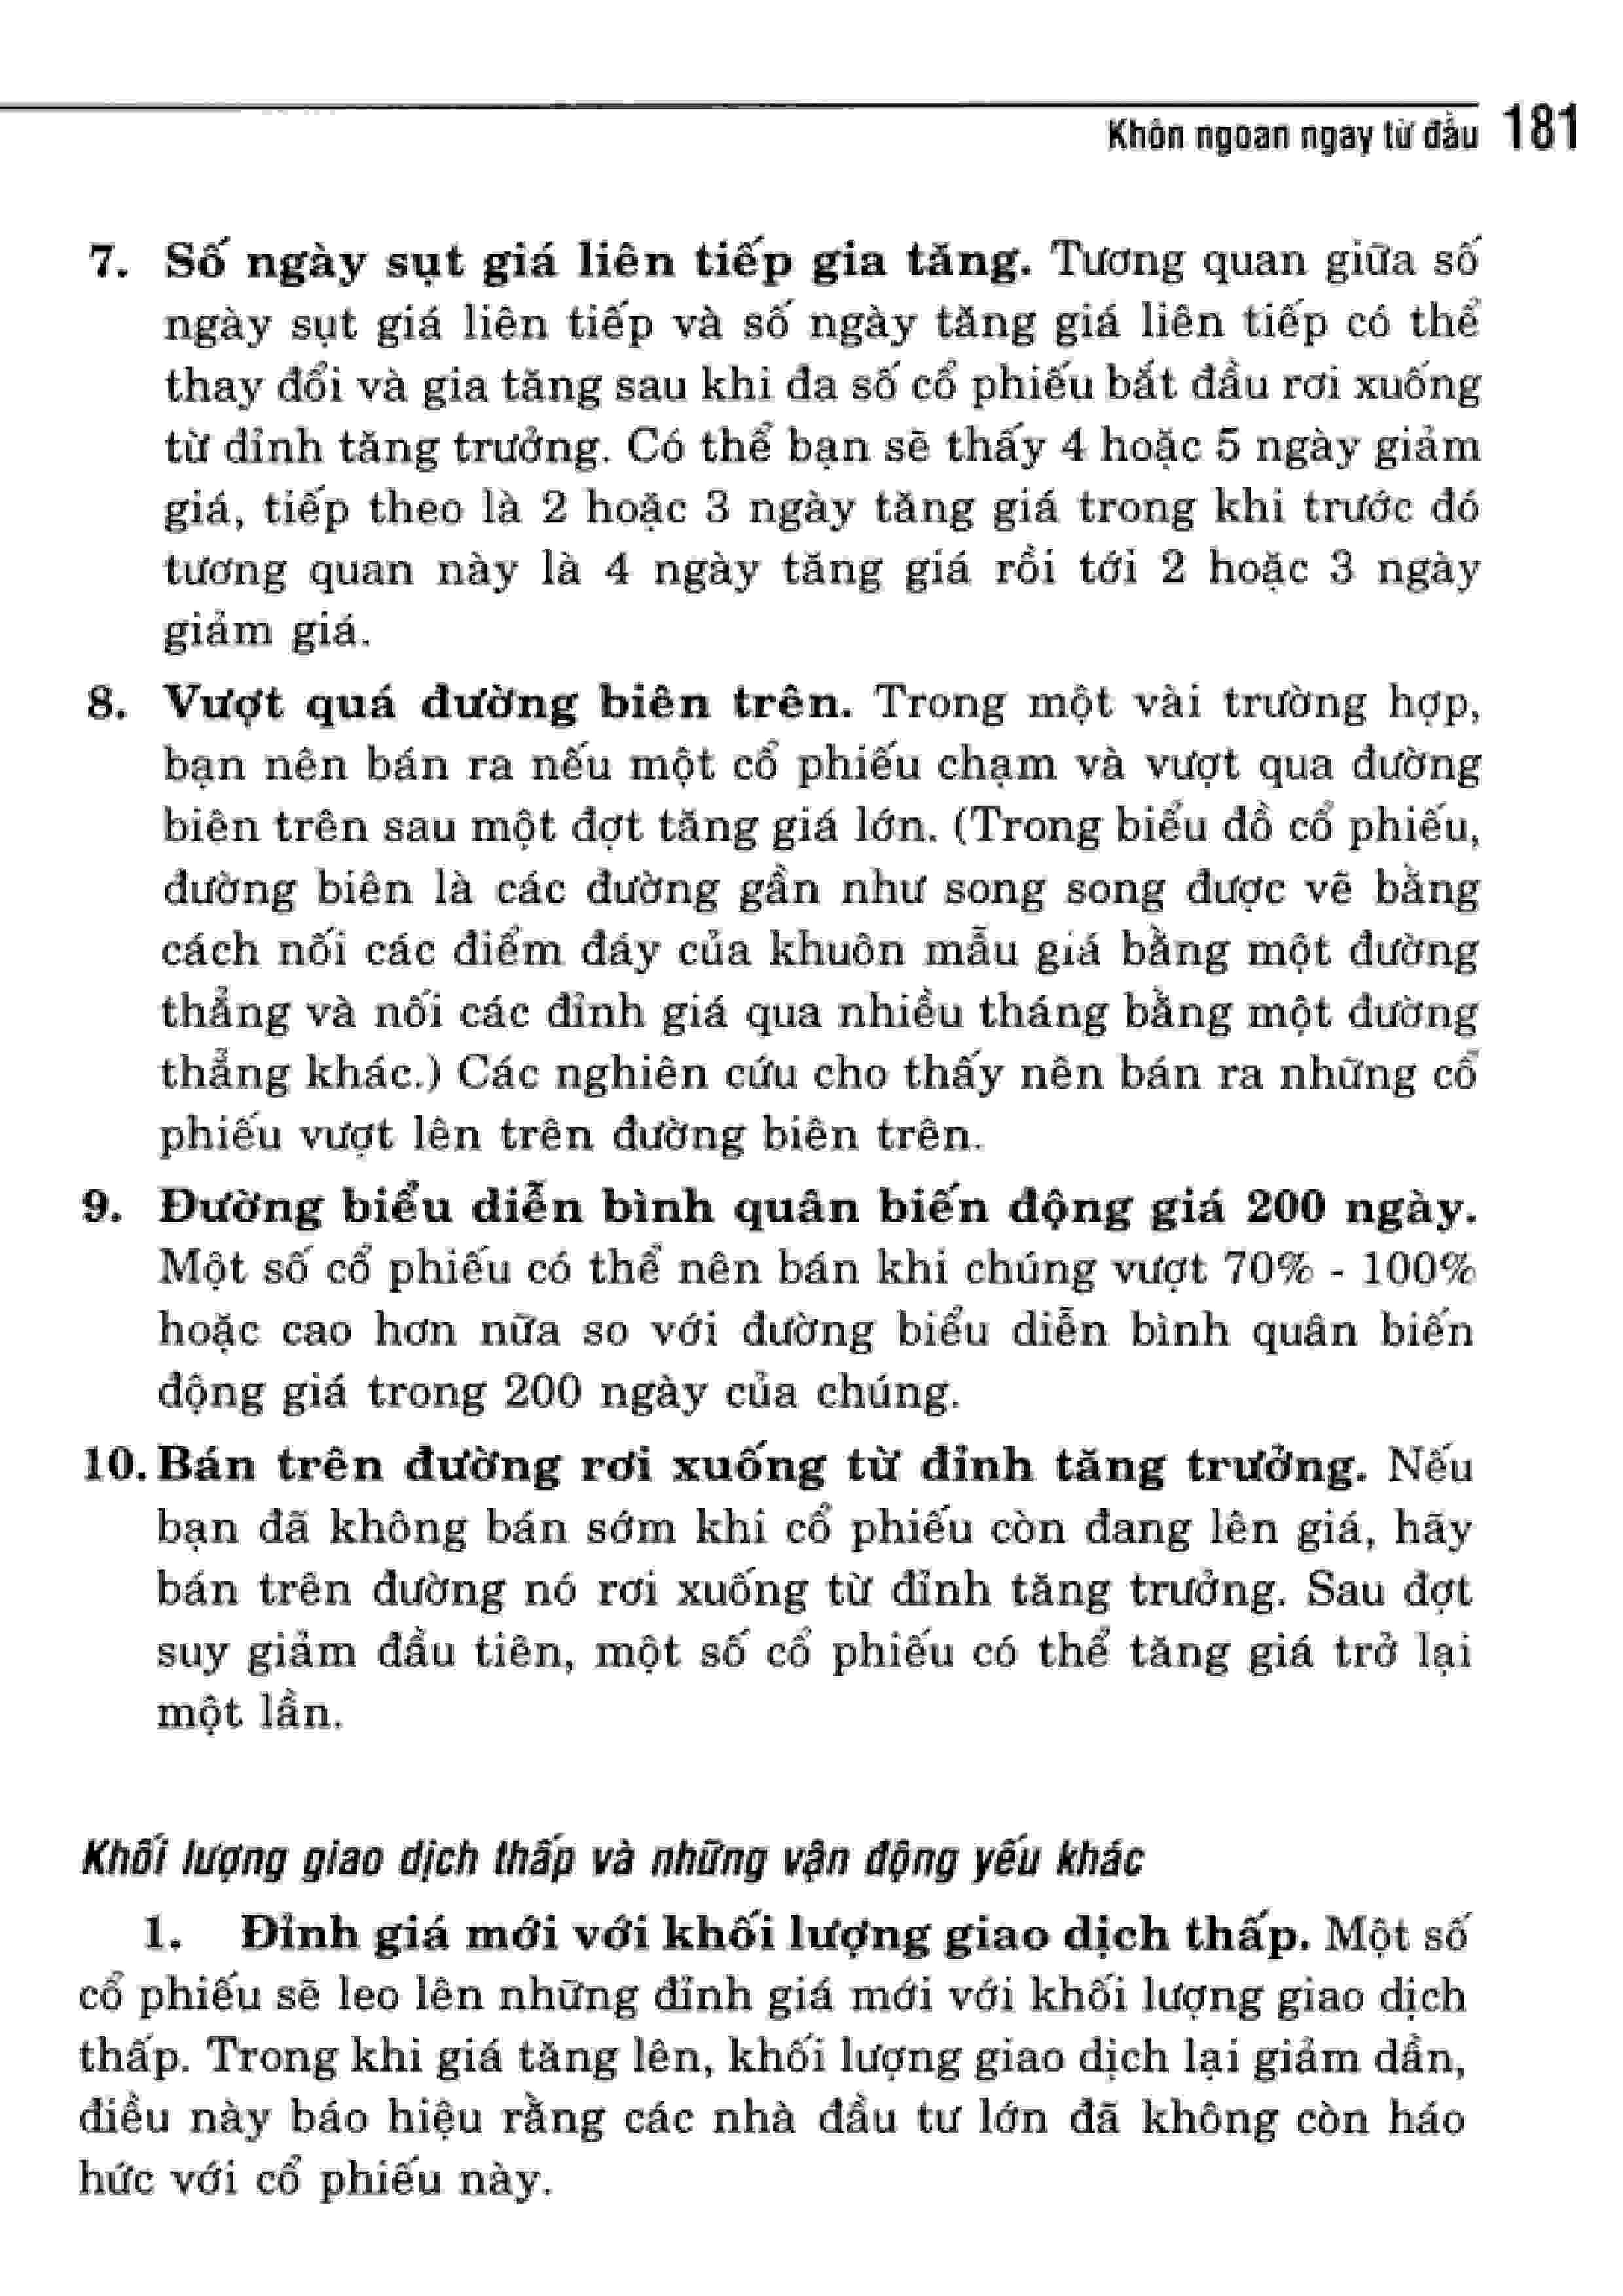 Khôn ngoan ngay từ đầu 181
7. Số ngày sụt giá liên tiếp gia tăng. Tương quan giữa số
ngày sụt giá liên tiếp và số ngày tăng giá liên tiếp có thể
thay đổi và gia tăng sau khi đa số cổ phiếu bắt đầu rơi xuống
từ đỉnh tăng trưởng. Có thể bạn sẽ thấy 4 hoặc 5 ngày giảm
giá, tiếp theo là 2 hoặc 3 ngày tăng giá trong khi trước đó
tương quan này là 4 ngày tăng giá rồi tới 2 hoặc 3 ngày
giảm giá.
8. Vượt quá đường biên trên. Trong một vài trường hợp,
bạn nên bán ra nếu một cổ phiếu chạm và vượt qua đường
biên trên sau một đợt tăng giá lớn. (Trong biểu đồ cổ phiếu,
đường biên là các đường gần như song song được vẽ bằng
cách nối các điểm đáy của khuôn mẫu giá bằng một đường
thẳng và nối các đỉnh giá qua nhiều tháng bằng một đường
thẳng khác.) Các nghiên cứu cho thấy nên bán ra những cổ
phiếu vượt lên trên đường biên trên.
9. Đường biểu diễn bình quân biến động giá 200 ngày.
Một số cổ phiếu có thể nên bán khi chúng vượt 70% - 100%
hoặc cao hơn nữa so với đường biểu diễn bình quân biến
động giá trong 200 ngày của chúng.
10. Bán trên đường rơi xuống từ đỉnh tăng trưởng. Nếu
bạn đã không bán sớm khi cổ phiếu còn đang lên giá, hãy
bán trên đường nó rơi xuống từ đỉnh tăng trưởng. Sau đợt
suy giảm đầu tiên, một số cổ phiếu có thể tăng giá trở lại
một lần.
Khối lượng giao dịch thấp và những vận động yếu khác
1. Đỉnh giá mới với khối lượng giao dịch thấp. Một số
cổ phiếu sẽ leo lên những đỉnh giá mới với khối lượng giao dịch
thấp. Trong khi giá tăng lên, khối lượng giao dịch lại giảm dần,
điều này báo hiệu rằng các nhà đầu tư lớn đã không còn háo
hức với cổ phiếu này.